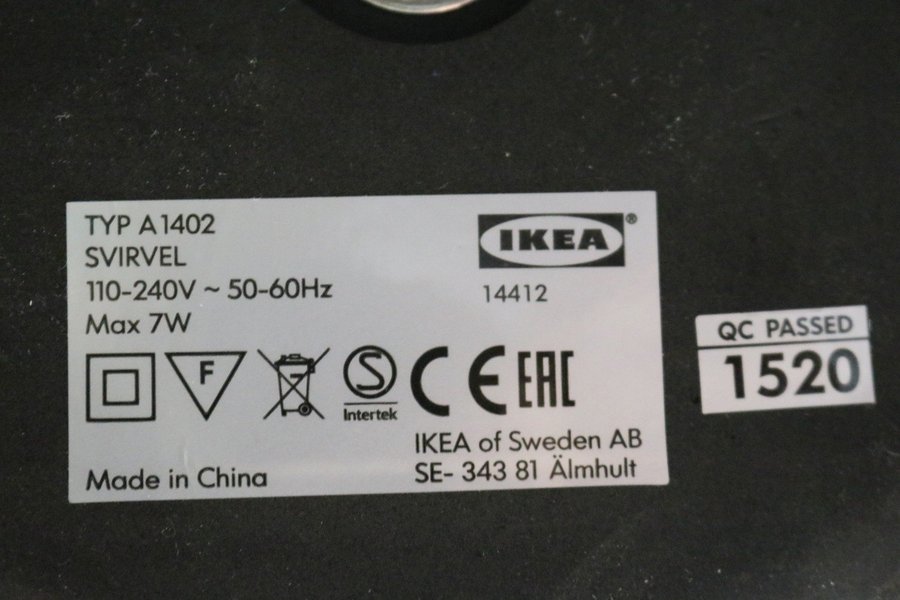 TYP A1402
SVIRVEL
110-240V ~ 50-60Hz
Max 7W
IKEA®
14412
F
S
Intertek
CE
EAC
IKEA of Sweden AB
SE- 343 81 Älmhult
Made in China
QC PASSED
1520